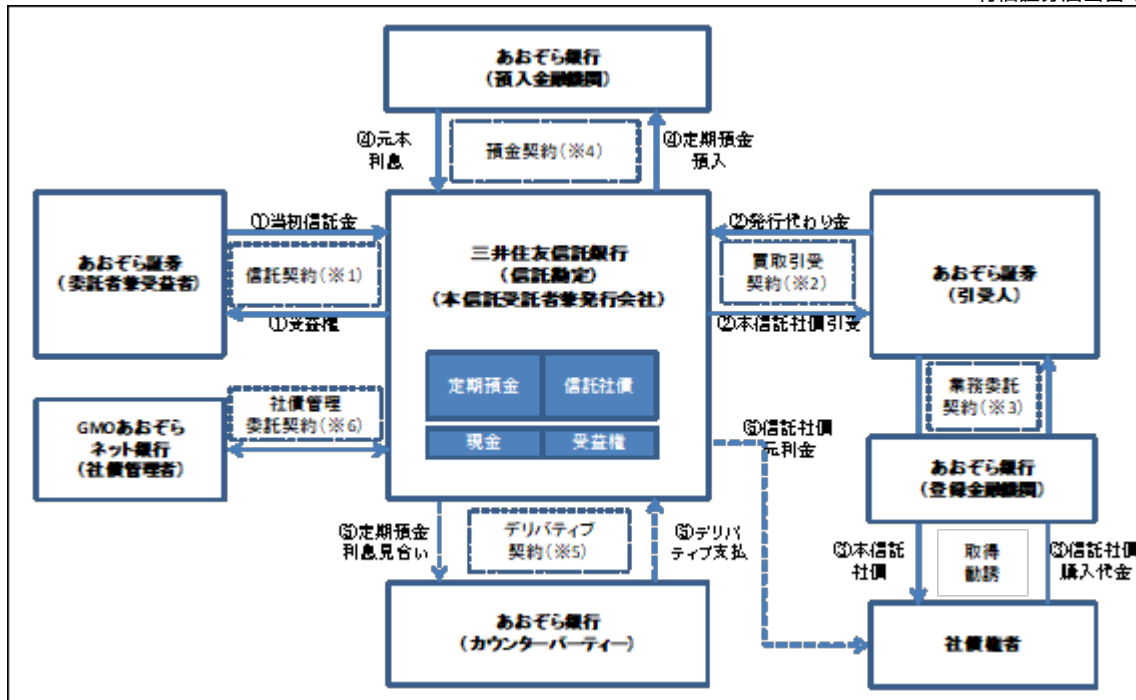 あおぞら銀行
(預入金融機関)
④元本
利息
預金契約(※4)
④定期預金
預入
あおぞら証券
(委託者兼受益者)
①当初信託金
信託契約(※1)
①受益権
三井住友信託銀行
(信託勘定)
(本信託受託者兼発行会社)
②発行代わり金
買取引受
契約(※2)
②本信託社債引受
あおぞら証券
(引受人)
定期預金
信託社債
現金
受益権
GMOあおぞら
ネット銀行
(社債管理者)
社債管理
委託契約(※6)
業務委託
契約(※3)
⑥信託社債
元利金
あおぞら銀行
(登録金融機関)
⑤定期預金
利息見合い
デリバティブ
契約(※5)
⑤デリバ
ティブ支払
③本信託
社債
取得
勧誘
③信託社債
購入代金
あおぞら銀行
(カウンターパーティー)
社債権者